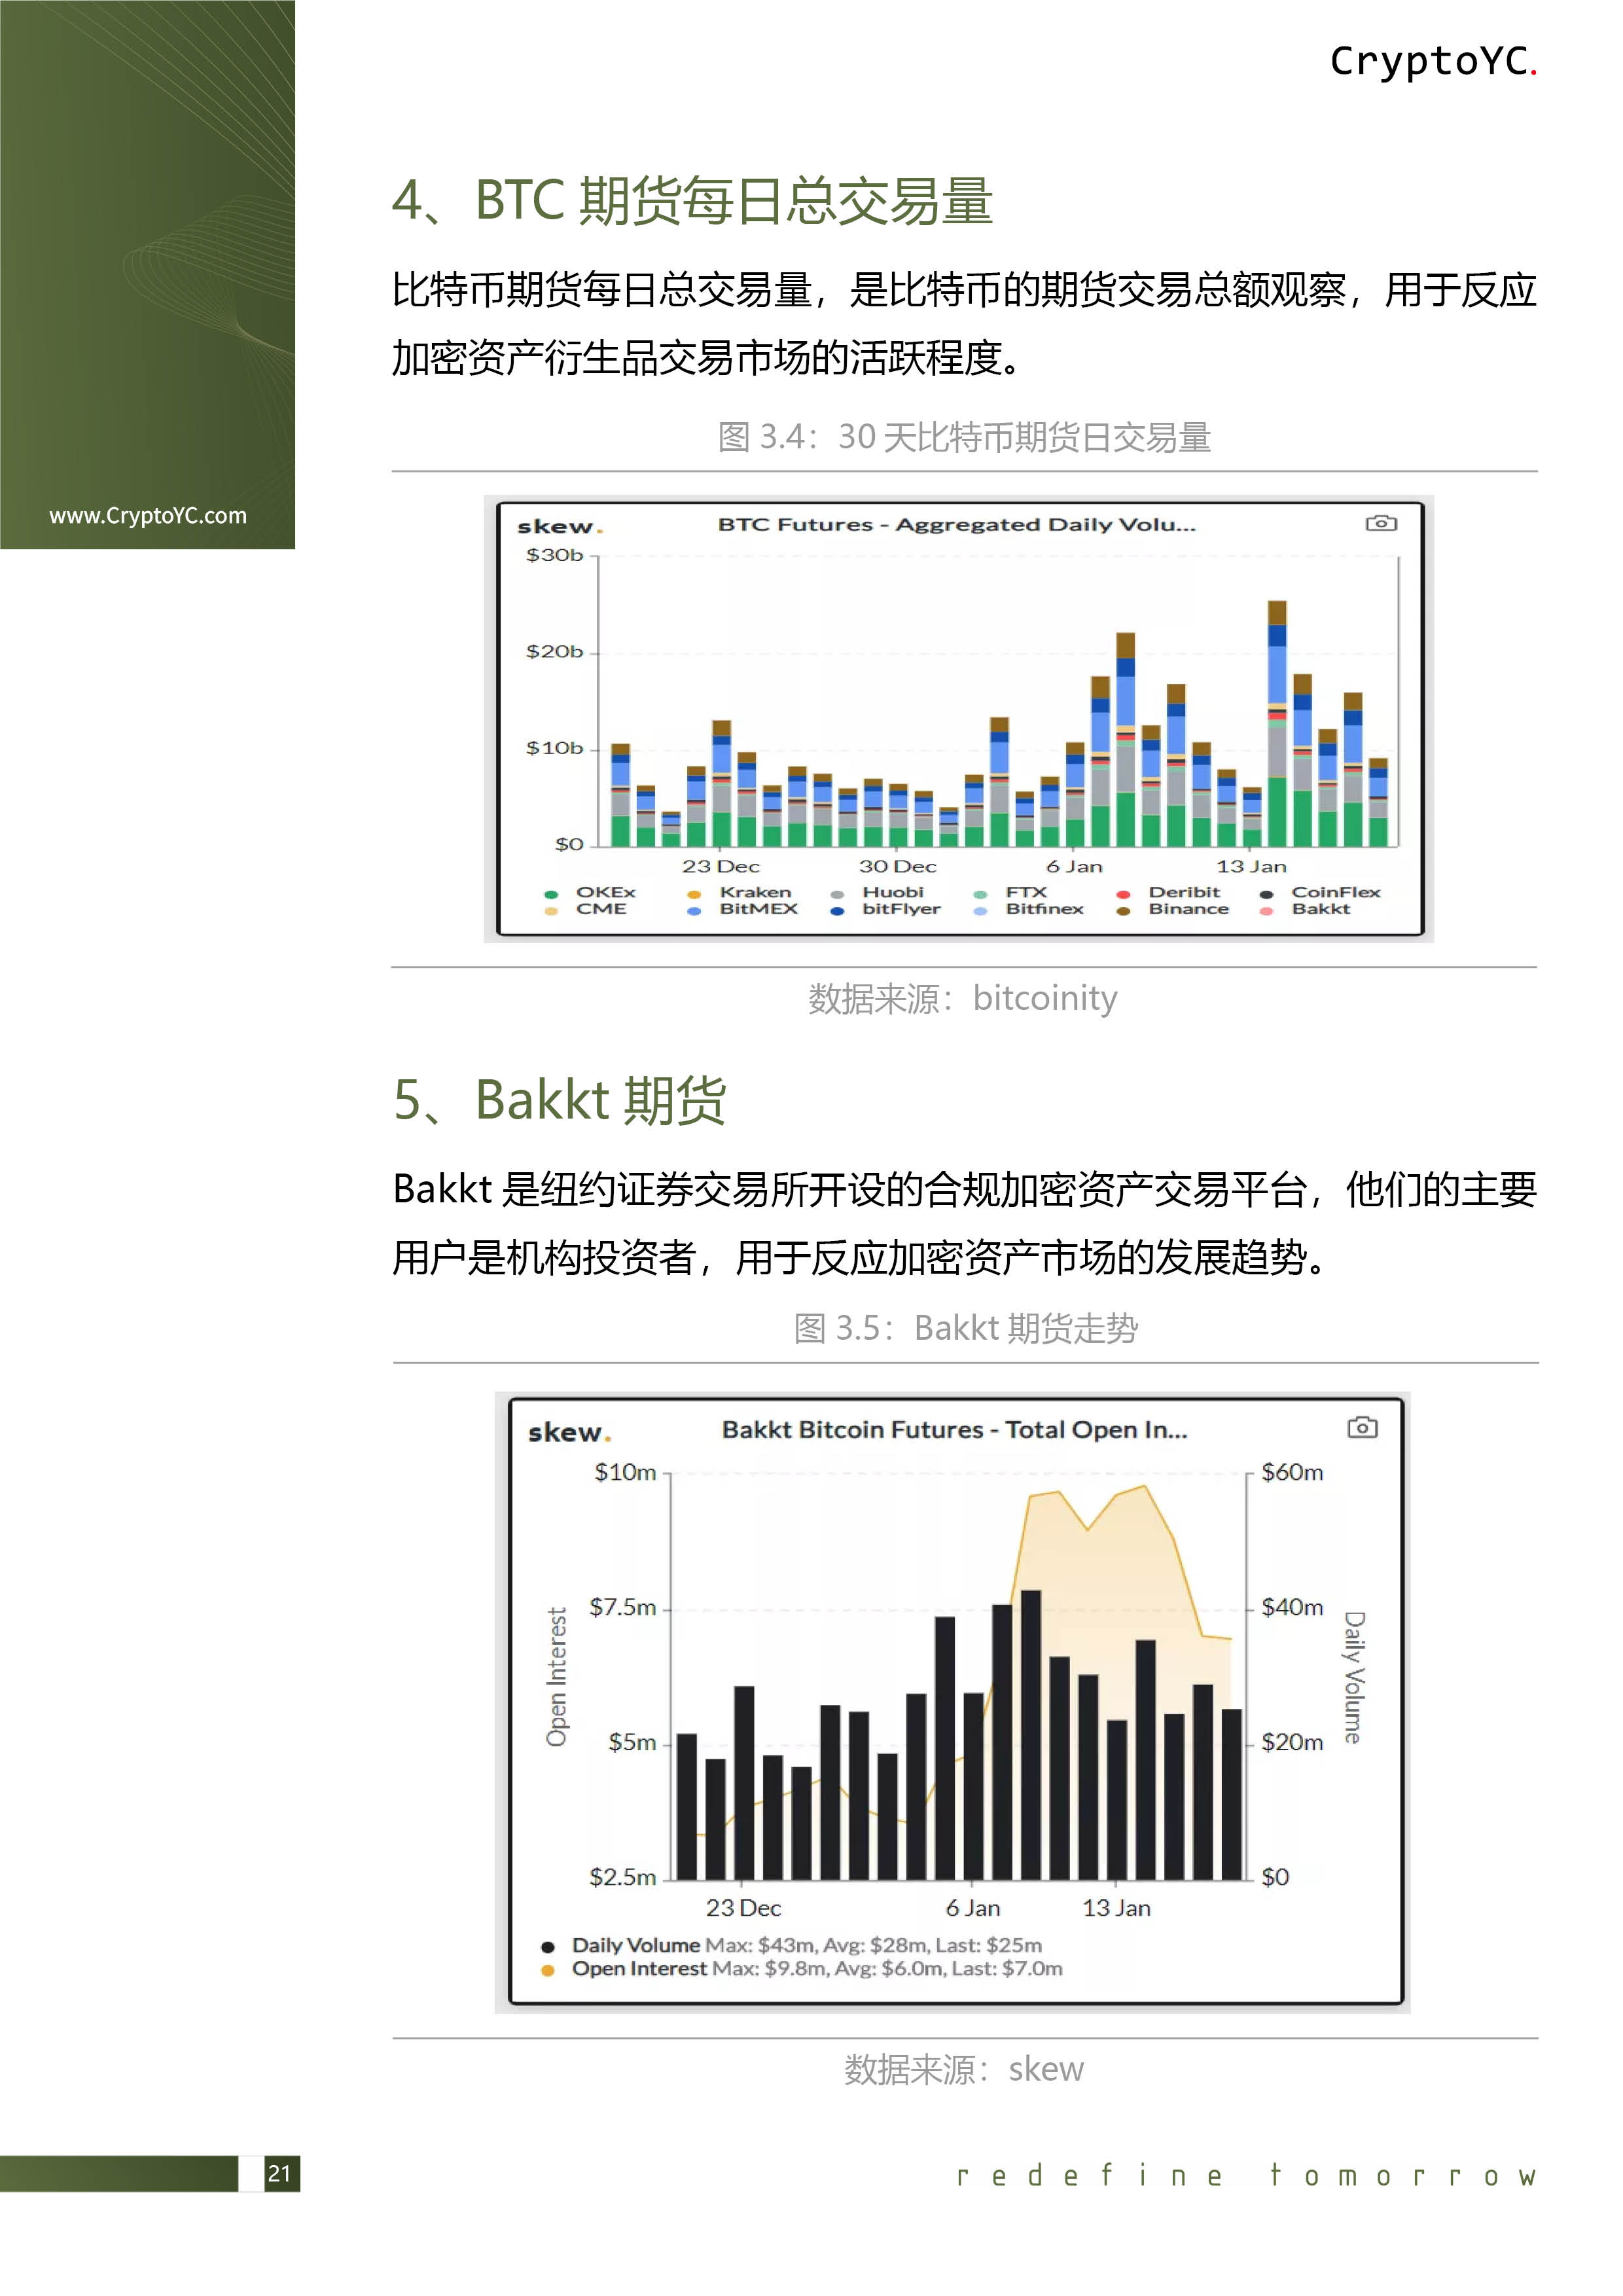 CryptoYC.
www.CryptoYC.com
4、BTC 期货每日总交易量
比特币期货每日总交易量，是比特币的期货交易总额观察，用于反应
加密资产衍生品交易市场的活跃程度。
图 3.4：30 天比特币期货日交易量
skew.
BTC Futures - Aggregated Daily Volu...
$30b
$20b
$10b
$0
23 Dec 30 Dec 6 Jan 13 Jan
OKEx Kraken Huobi FTX Deribit CoinFlex
CME BitMEX bitFlyer Bitfinex Binance Bakkt
数据来源：bitcoinity
5、Bakkt 期货
Bakkt 是纽约证券交易所开设的合规加密资产交易平台，他们的主要
用户是机构投资者，用于反应加密资产市场的发展趋势。
图 3.5：Bakkt 期货走势
skew.
Bakkt Bitcoin Futures - Total Open In...
$10m $60m
$7.5m $40m
Open Interest
Daily Volume
$5m $20m
$2.5m $0
23 Dec 6 Jan 13 Jan
Daily Volume Max: $43m, Avg: $28m, Last: $25m
Open Interest Max: $9.8m, Avg: $6.0m, Last: $7.0m
数据来源：skew
21
redefine tomorrow